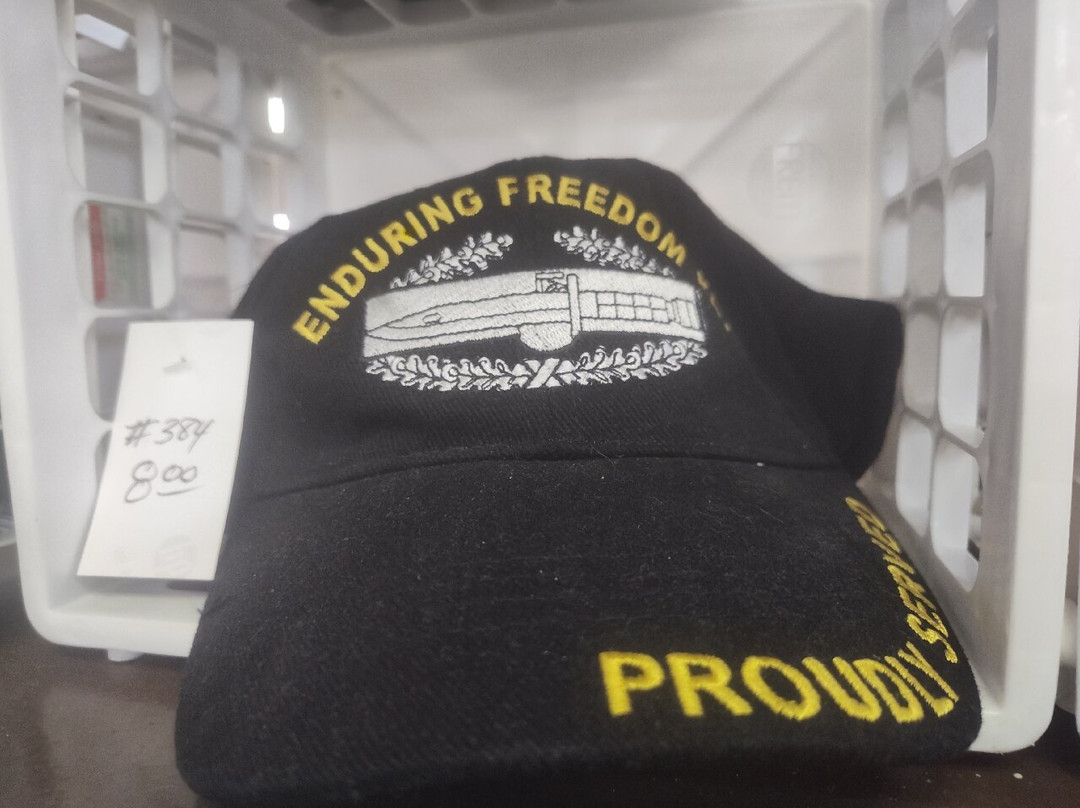 ENDURING FREEDOM
#384
8.00
PROUDLY SERVED